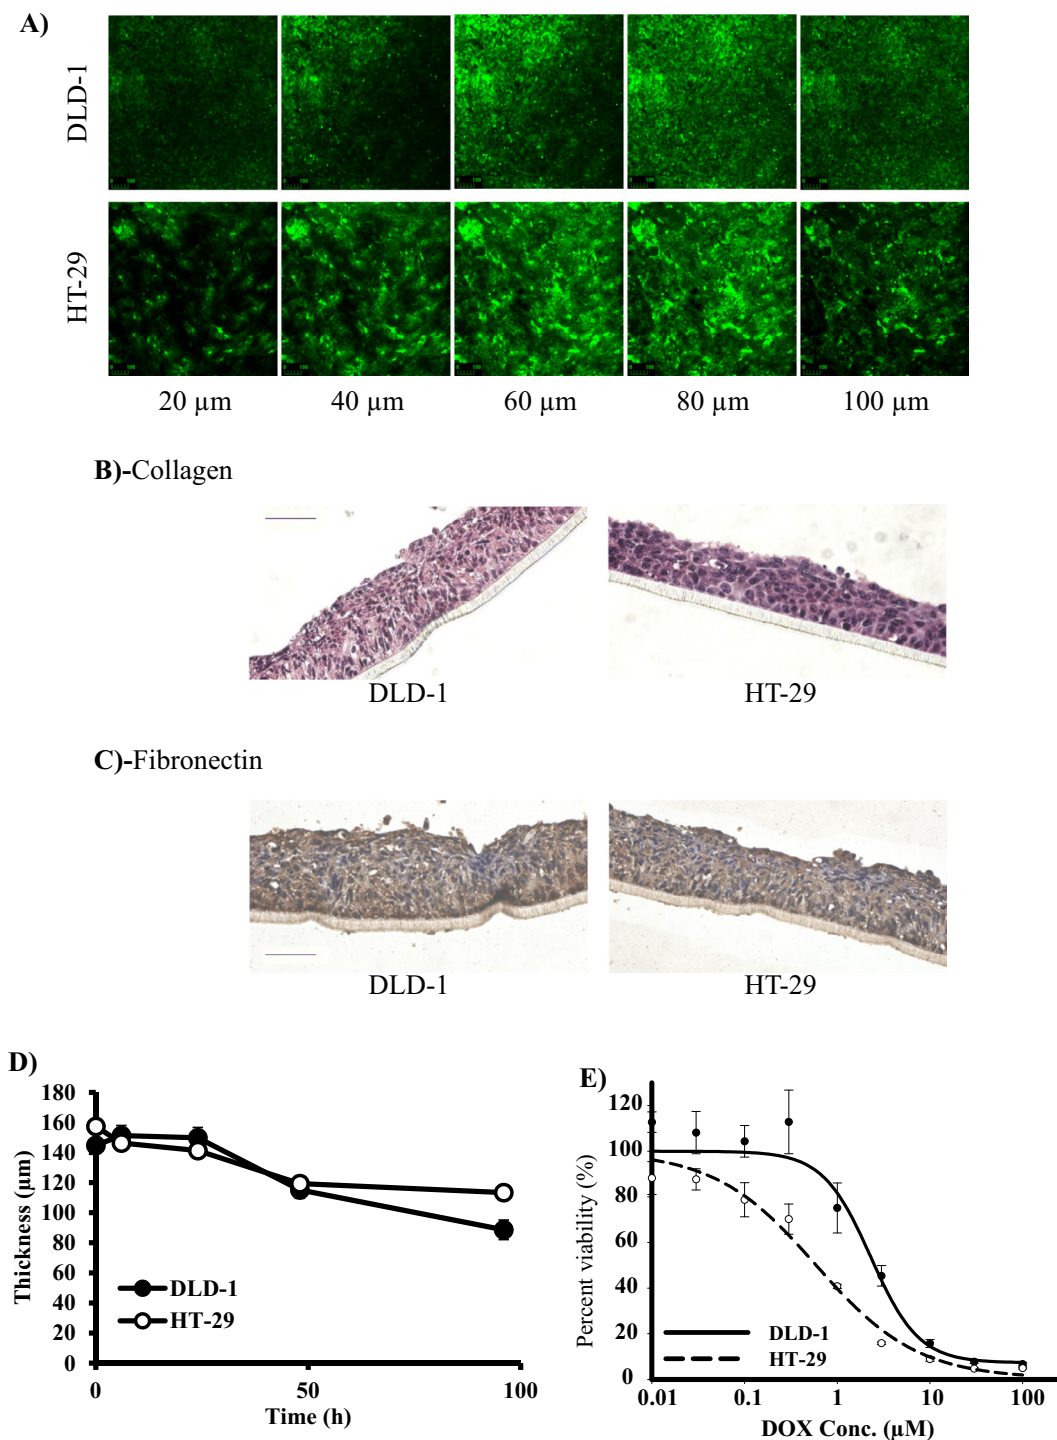 A)
DLD-1
HT-29
20 µm 40 µm 60 µm 80 µm 100 µm
B)-Collagen
DLD-1 HT-29
C)-Fibronectin
DLD-1 HT-29
D)
Thickness (µm)
180
160
140
120
100
80
60
40
20
0
DLD-1
HT-29
0 50 100
Time (h)
E)
Percent viability (%)
120
100
80
60
40
20
0
DLD-1
HT-29
0.01 0.1 1 10 100
DOX Conc. (µM)